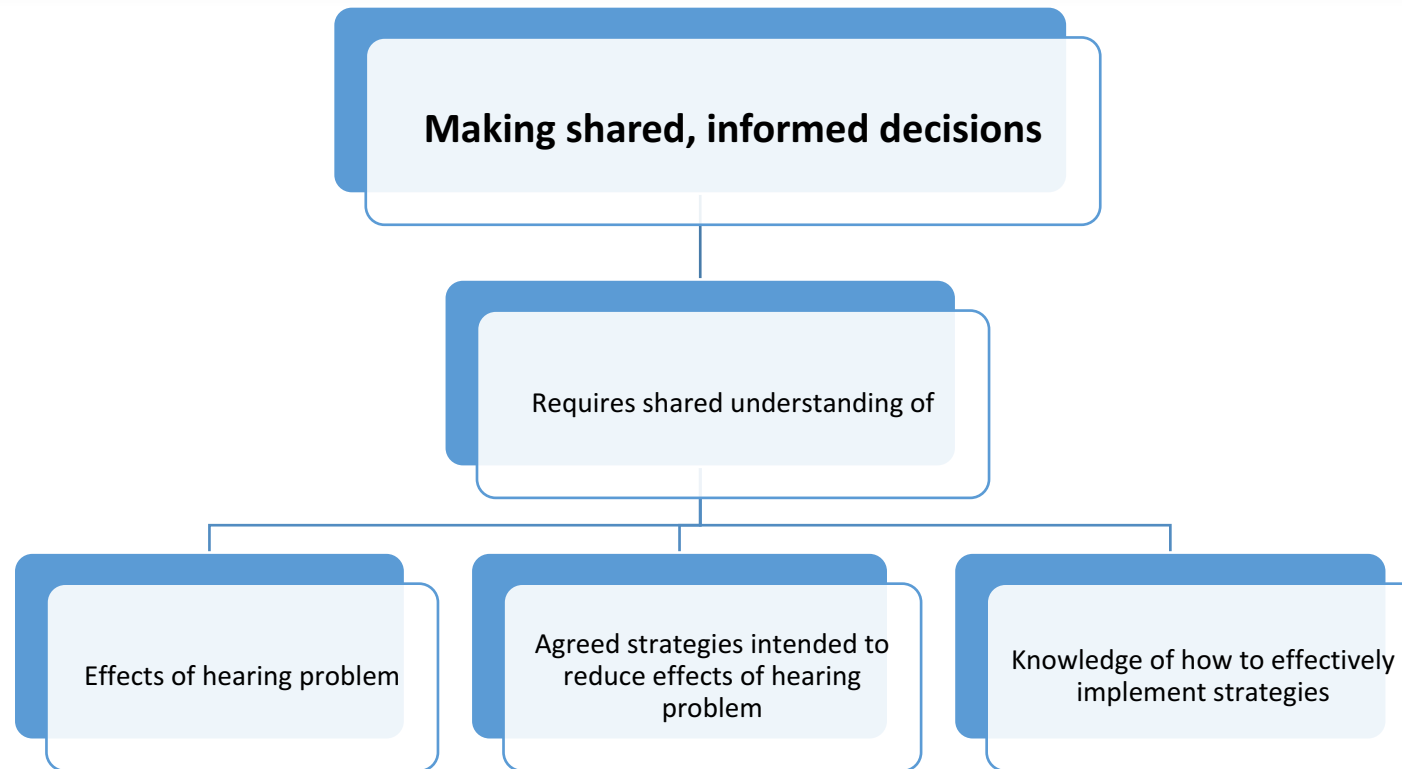 Making shared, informed decisions
Requires shared understanding of
Effects of hearing problem
Agreed strategies intended to
reduce effects of hearing
problem
Knowledge of how to effectively
implement strategies